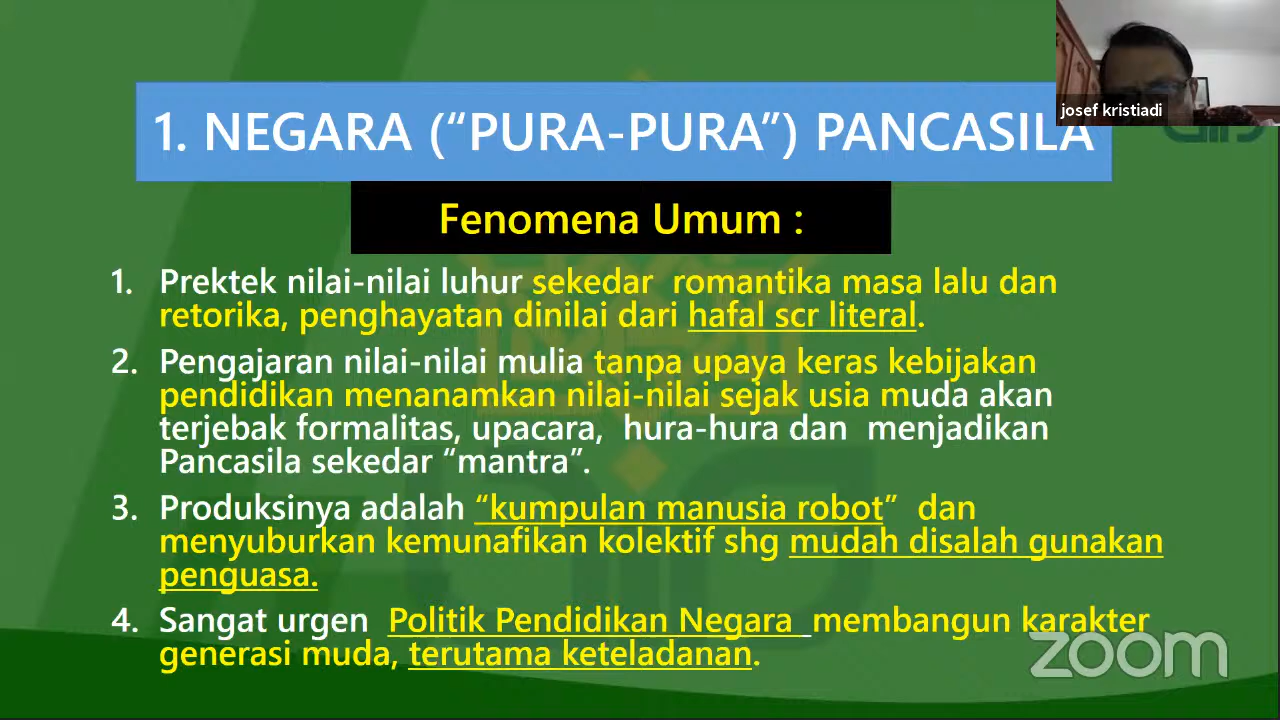 josef kristiadi
1. NEGARA (“PURA-PURA”) PANCASILA
Fenomena Umum :
1. Prektek nilai-nilai luhur sekedar romantika masa lalu dan
retorika, penghayatan dinilai dari hafal scr literal.
2. Pengajaran nilai-nilai mulia tanpa upaya keras kebijakan
pendidikan menanamkan nilai-nilai sejak usia muda akan
terjebak formalitas, upacara, hura-hura dan menjadikan
Pancasila sekedar “mantra”.
3. Produksinya adalah “kumpulan manusia robot” dan
menyuburkan kemunafikan kolektif shg mudah disalah gunakan
penguasa.
4. Sangat urgen Politik Pendidikan Negara membangun karakter
generasi muda, terutama keteladanan.
zoom